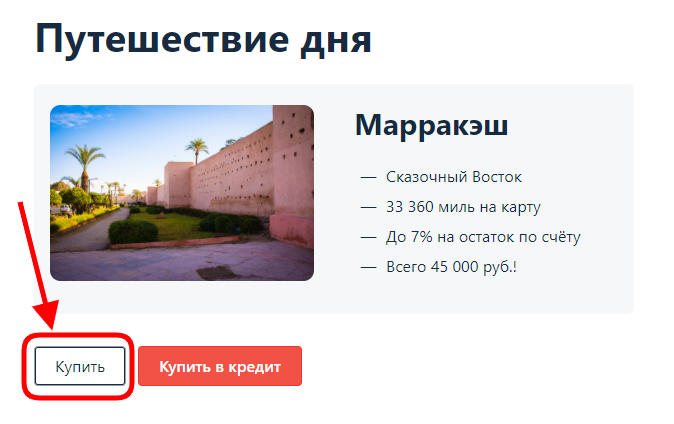 Путешествие дня
Марракэш
— Сказочный Восток
— 33 360 миль на карту
— До 7% на остаток по счёту
— Всего 45 000 руб.!
Купить
Купить в кредит